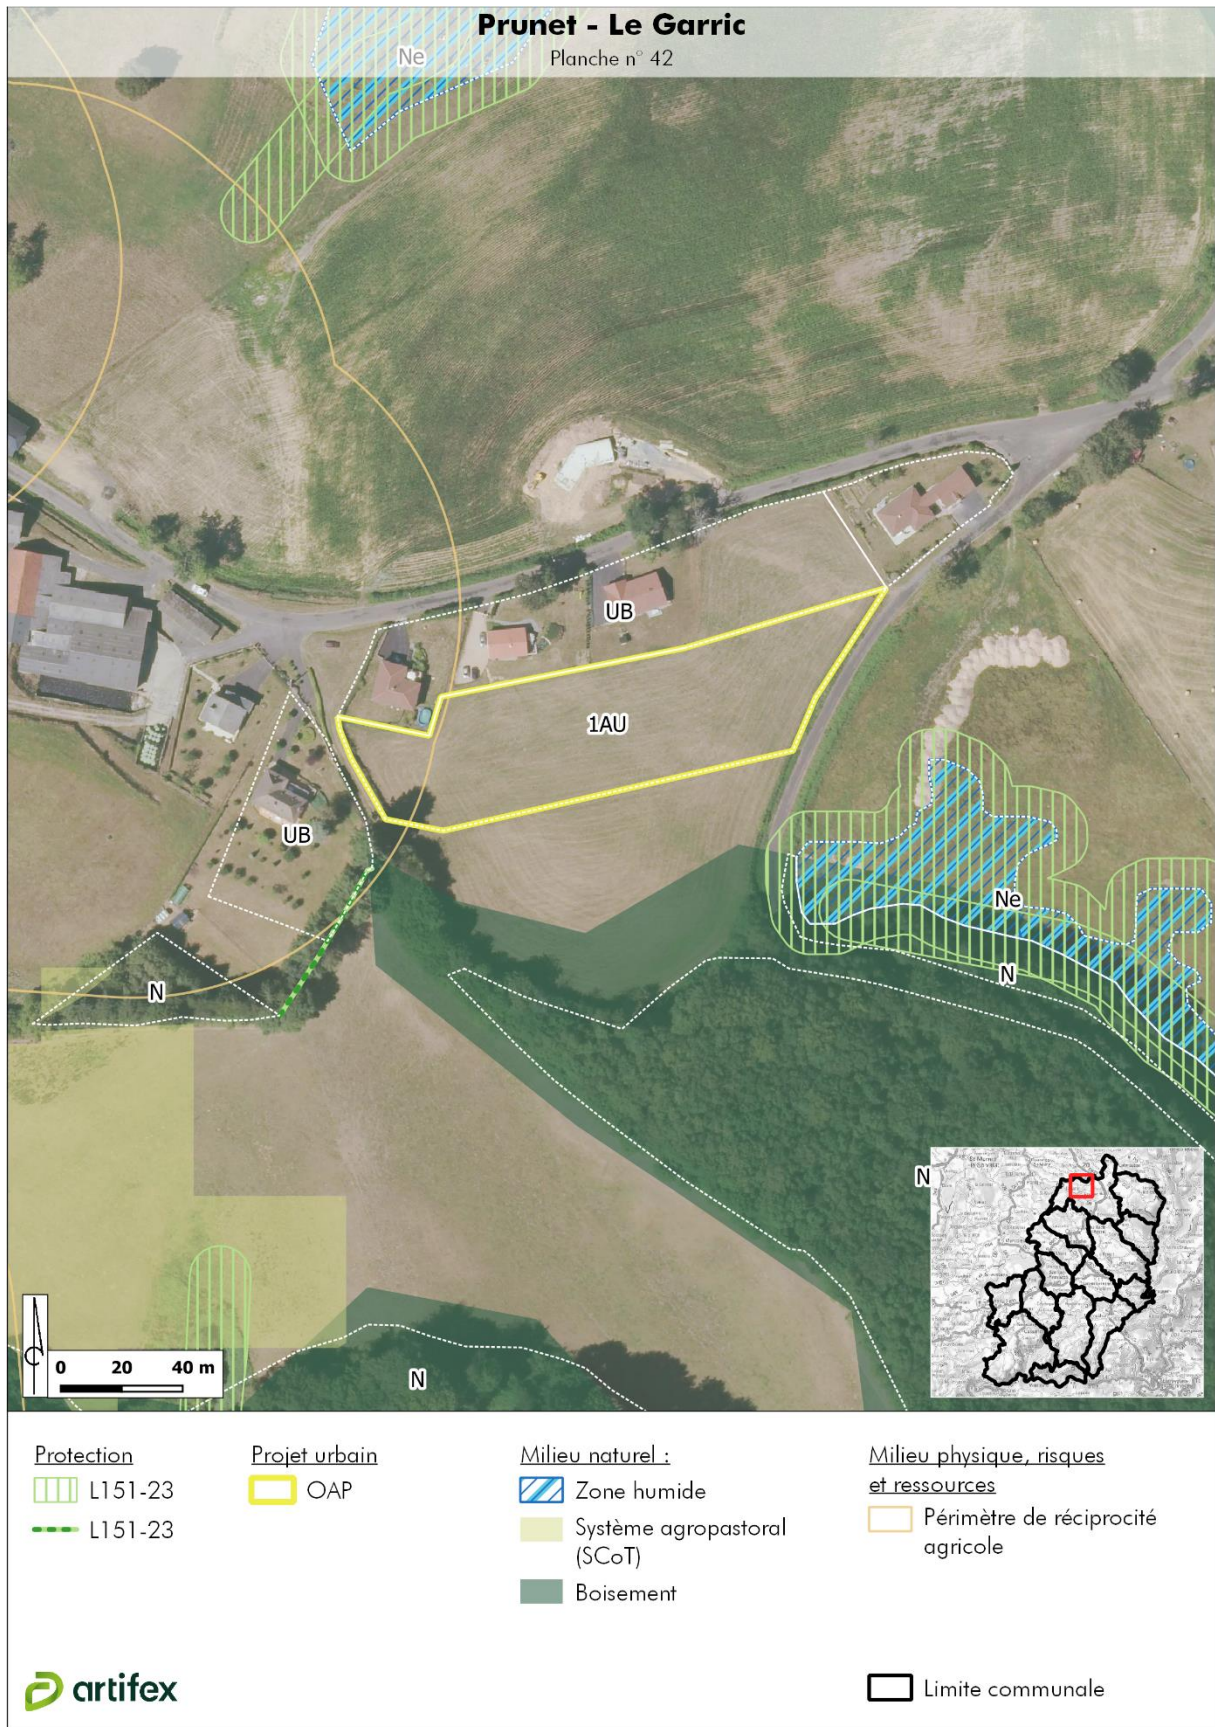 Prunet - Le Garric
Planche n° 42
Ne
UB
1AU
UB
Ne
N
N
N
N
0 20 40 m
Protection
L151-23
L151-23
Projet urbain
OAP
Milieu naturel :
Zone humide
Système agropastoral
(SCoT)
Boisement
Milieu physique, risques
et ressources
Périmètre de réciprocité
agricole
Limite communale
artifex